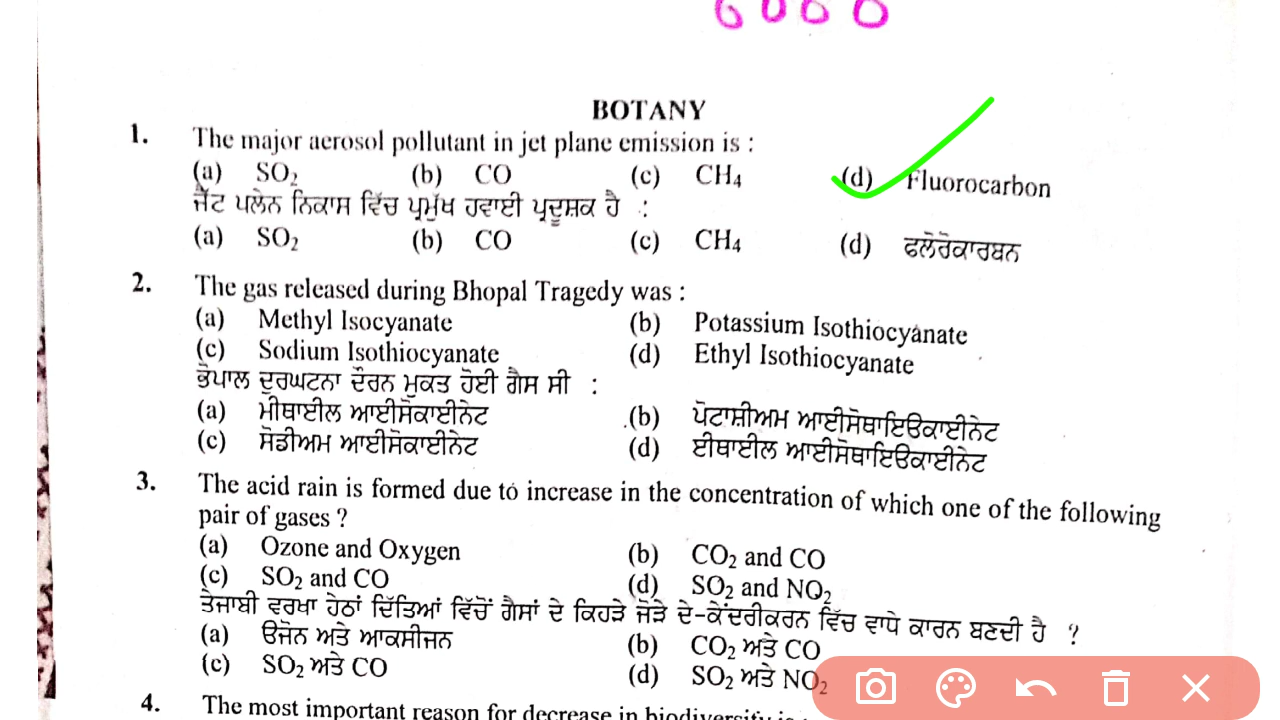 6060
BOTANY
1. The major aerosol pollutant in jet plane emission is :
(a) SO2 (b) CO (c) CH4 (d) Fluorocarbon
ਜੈੱਟ ਪਲੇਨ ਨਿਕਾਸ ਵਿੱਚ ਪ੍ਰਮੁੱਖ ਹਵਾਈ ਪ੍ਰਦੂਸ਼ਕ ਹੈ :
(a) SO2 (b) CO (c) CH4 (d) ਫਲੋਰੋਕਾਰਬਨ
2. The gas released during Bhopal Tragedy was :
(a) Methyl Isocyanate (b) Potassium Isothiocyanate
(c) Sodium Isothiocyanate (d) Ethyl Isothiocyanate
ਭੋਪਾਲ ਦੁਰਘਟਨਾ ਦੌਰਨ ਮੁਕਤ ਹੋਈ ਗੈਸ ਸੀ :
(a) ਮੀਥਾਈਲ ਆਈਸੋਕਾਈਨੇਟ (b) ਪੋਟਾਸ਼ੀਅਮ ਆਈਸੋਥਾਇਓਕਾਈਨੇਟ
(c) ਸੋਡੀਅਮ ਆਈਸੋਕਾਈਨੇਟ (d) ਈਥਾਈਲ ਆਈਸੋਥਾਇਓਕਾਈਨੇਟ
3. The acid rain is formed due to increase in the concentration of which one of the following
pair of gases ?
(a) Ozone and Oxygen (b) CO2 and CO
(c) SO2 and CO (d) SO2 and NO2
ਤੇਜਾਬੀ ਵਰਖਾ ਹੇਠਾਂ ਦਿੱਤਿਆਂ ਵਿੱਚੋਂ ਗੈਸਾਂ ਦੇ ਕਿਹੜੇ ਜੋੜੇ ਦੇ-ਕੇਂਦਰੀਕਰਨ ਵਿੱਚ ਵਾਧੇ ਕਾਰਨ ਬਣਦੀ ਹੈ ?
(a) ਓਜੋਨ ਅਤੇ ਆਕਸੀਜਨ (b) CO2 ਅਤੇ CO
(c) SO2 ਅਤੇ CO (d) SO2 ਅਤੇ NO2
4. The most important reason for decrease in biodiversity is